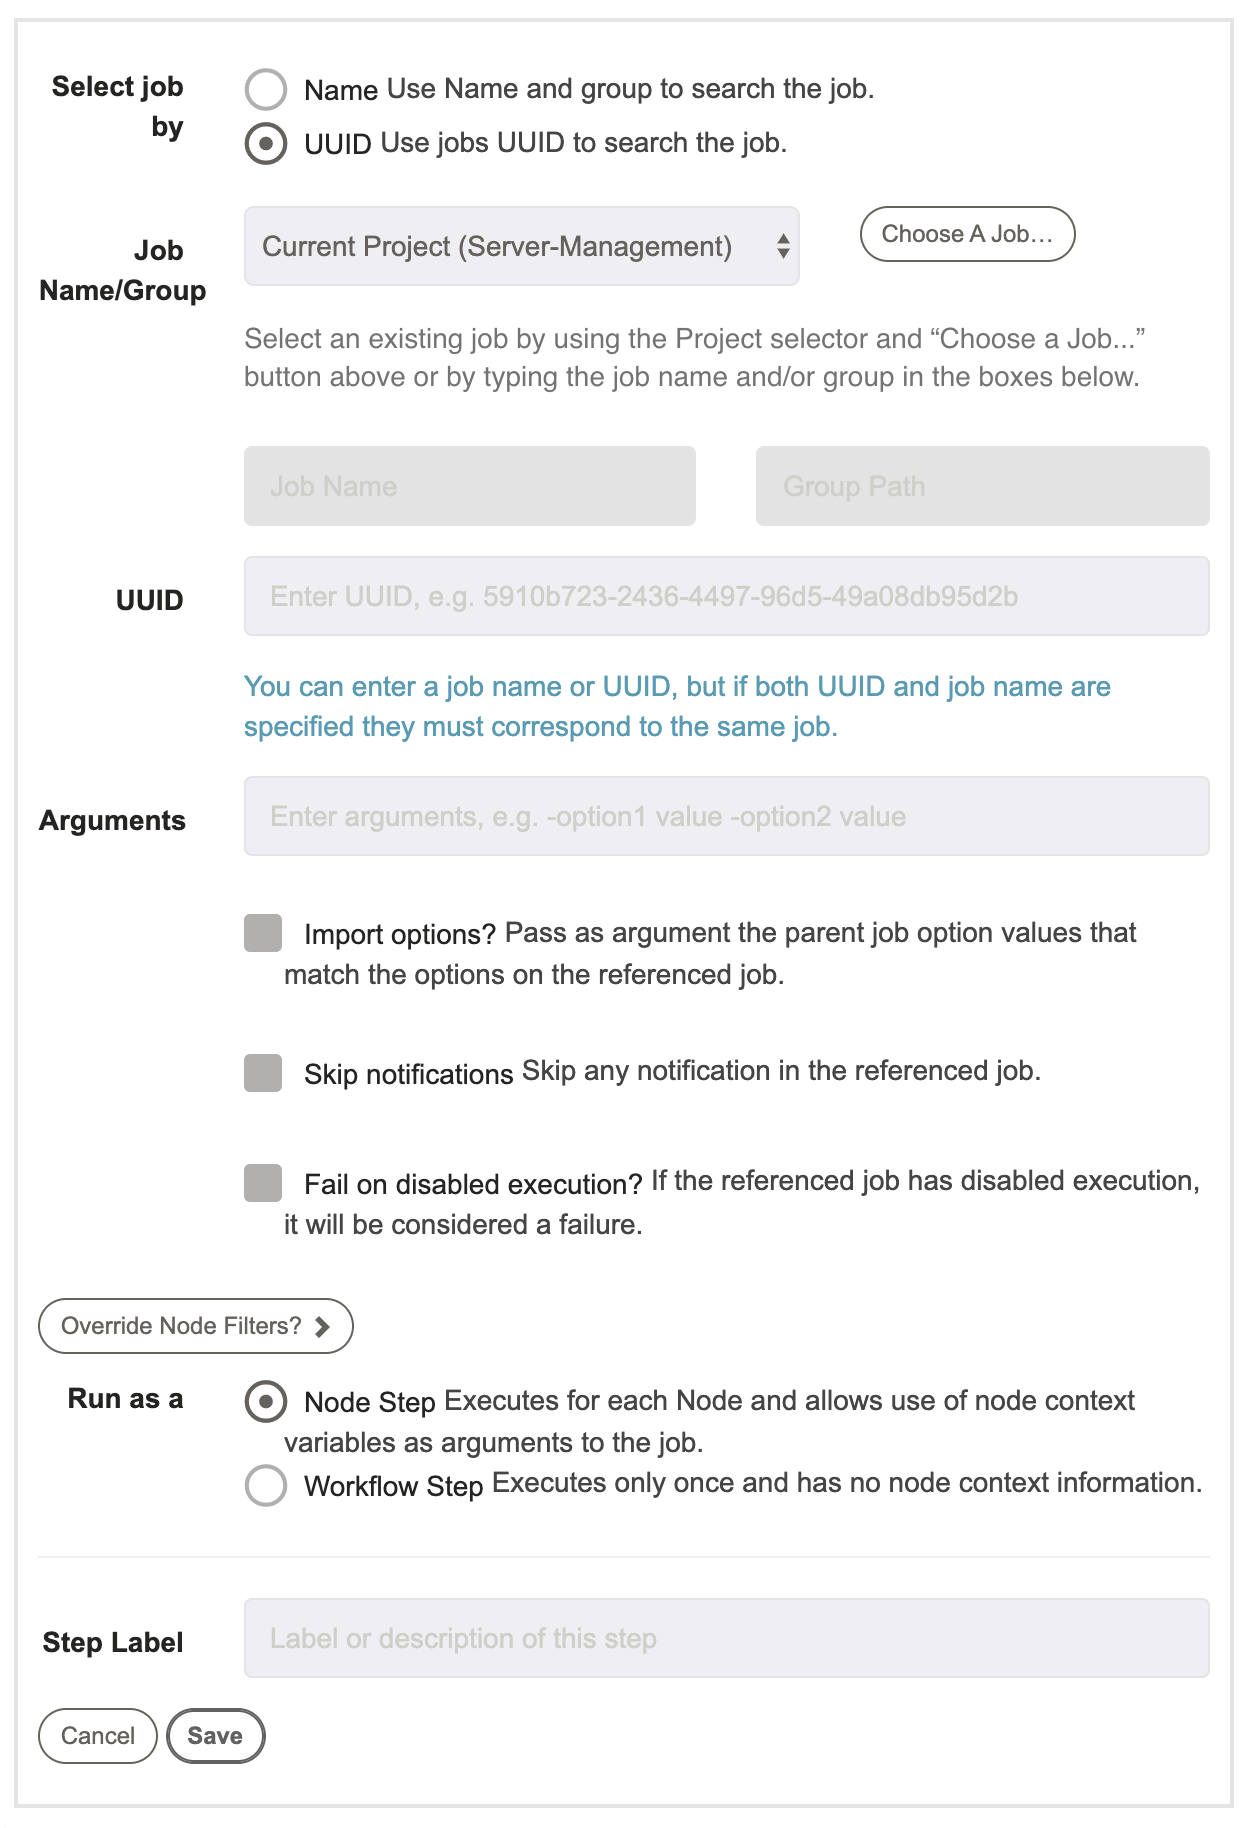 Select job by
Name Use Name and group to search the job.
UUID Use jobs UUID to search the job.
Job Name/Group
Current Project (Server-Management)
Choose A Job...
Select an existing job by using the Project selector and “Choose a Job...”
button above or by typing the job name and/or group in the boxes below.
Job Name
Group Path
UUID
Enter UUID, e.g. 5910b723-2436-4497-96d5-49a08db95d2b
You can enter a job name or UUID, but if both UUID and job name are
specified they must correspond to the same job.
Arguments
Enter arguments, e.g. -option1 value -option2 value
Import options? Pass as argument the parent job option values that
match the options on the referenced job.
Skip notifications Skip any notification in the referenced job.
Fail on disabled execution? If the referenced job has disabled execution,
it will be considered a failure.
Override Node Filters?
Run as a
Node Step Executes for each Node and allows use of node context
variables as arguments to the job.
Workflow Step Executes only once and has no node context information.
Step Label
Label or description of this step
Cancel
Save